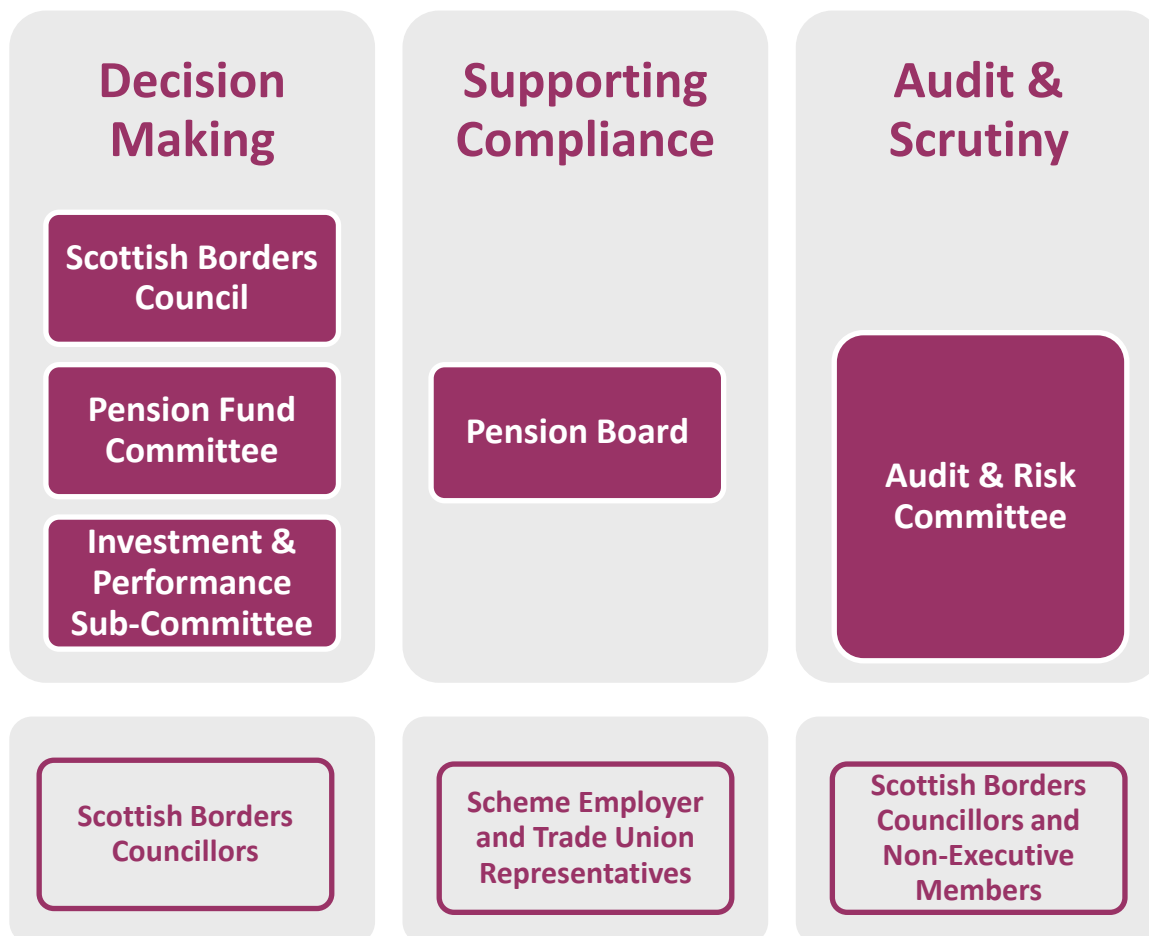 Decision
Making
Scottish Borders
Council
Pension Fund
Committee
Investment &
Performance
Sub-Committee
Supporting
Compliance
Pension Board
Audit &
Scrutiny
Audit & Risk
Committee
Scottish Borders
Councillors
Scheme Employer
and Trade Union
Representatives
Scottish Borders
Councillors and
Non-Executive
Members